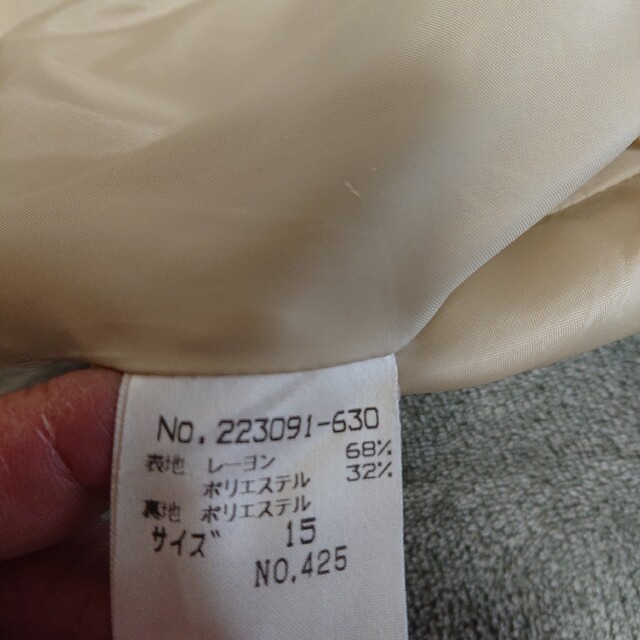 No. 223091-630
表地 レーヨン 68%
ポリエステル 32%
裏地 ポリエステル
サイズ 15
NO.425